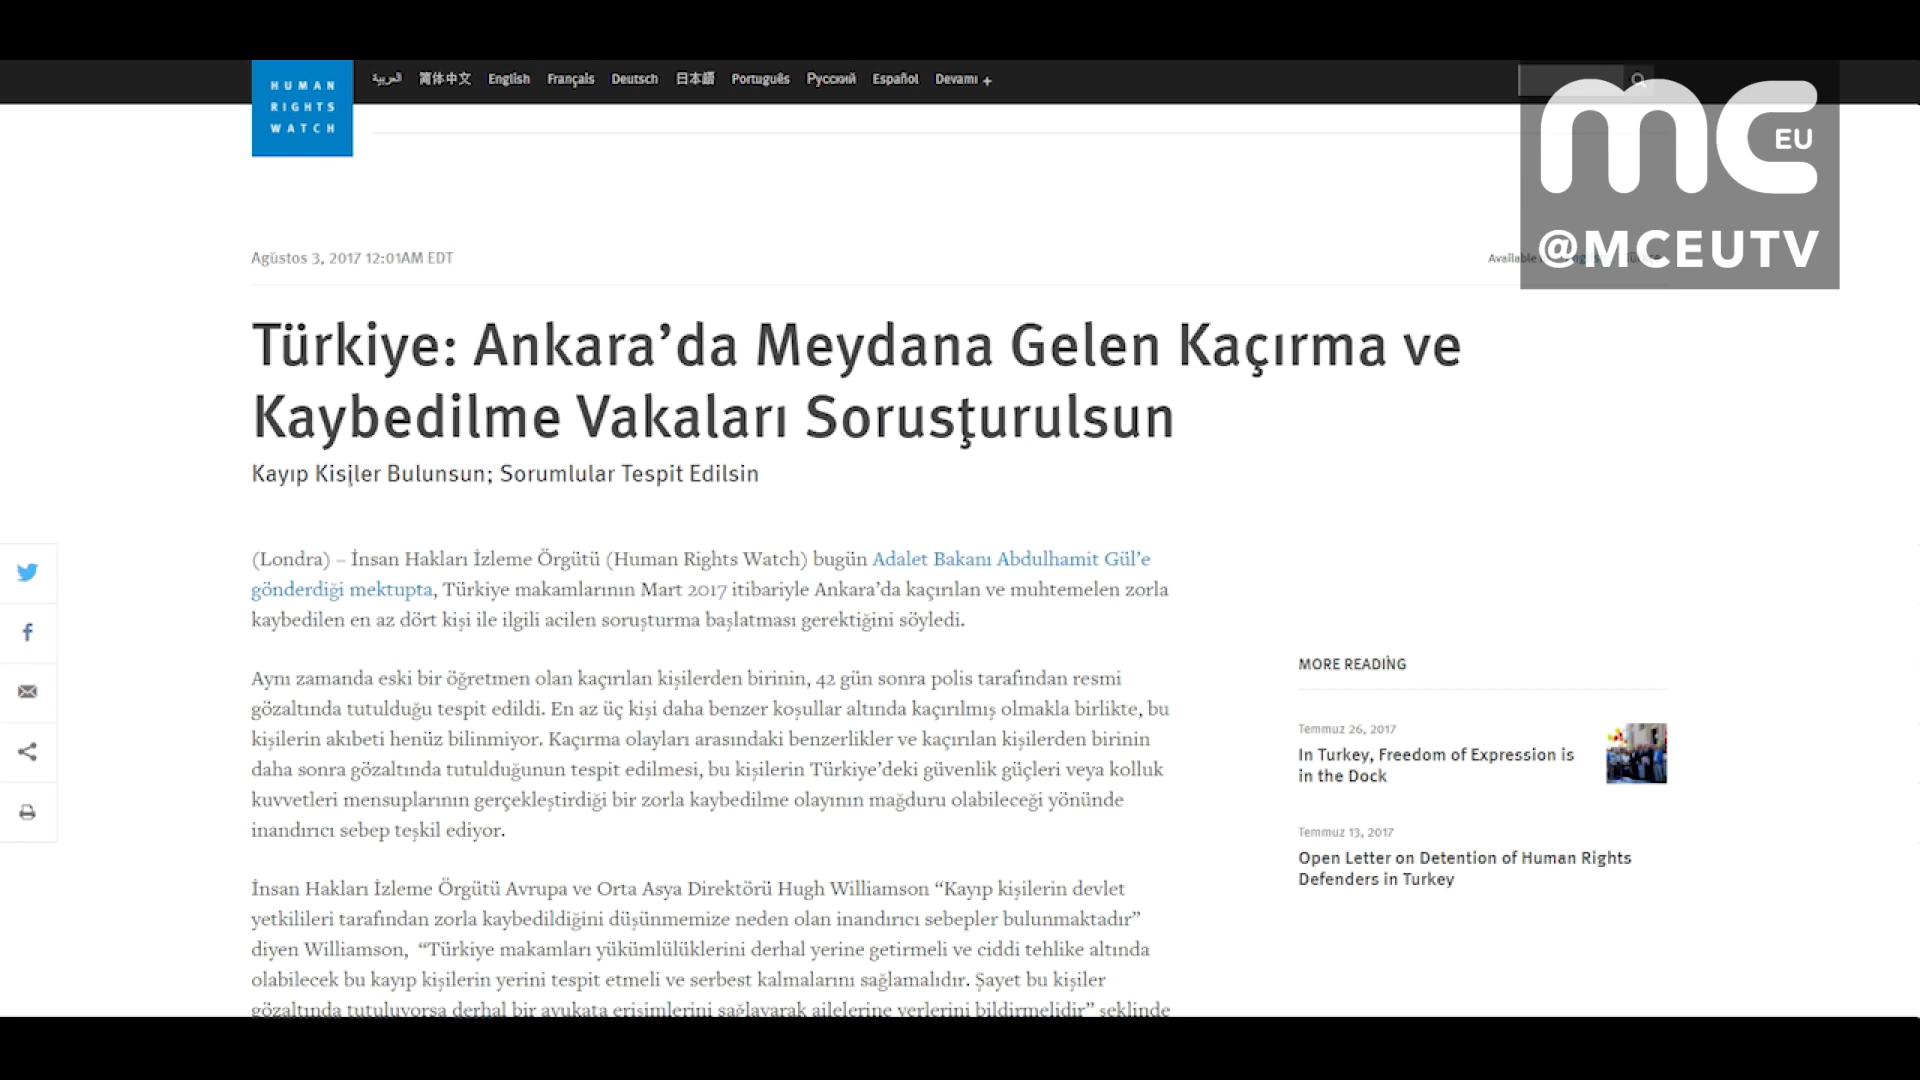 HUMAN
RIGHTS
WATCH
العربية 简体中文 English Français Deutsch 日本語 Português Русский Español Devamı +
mc EU
@MCEUTV
Ağustos 3, 2017 12:01AM EDT
Available
Türkiye: Ankara’da Meydana Gelen Kaçırma ve
Kaybedilme Vakaları Soruşturulsun
Kayıp Kişiler Bulunsun; Sorumlular Tespit Edilsin
(Londra) – İnsan Hakları İzleme Örgütü (Human Rights Watch) bugün Adalet Bakanı Abdulhamit Gül’e
gönderdiği mektupta, Türkiye makamlarının Mart 2017 itibariyle Ankara’da kaçırılan ve muhtemelen zorla
kaybedilen en az dört kişi ile ilgili acilen soruşturma başlatması gerektiğini söyledi.
Aynı zamanda eski bir öğretmen olan kaçırılan kişilerden birinin, 42 gün sonra polis tarafından resmi
gözaltında tutulduğu tespit edildi. En az üç kişi daha benzer koşullar altında kaçırılmış olmakla birlikte, bu
kişilerin akıbeti henüz bilinmiyor. Kaçırma olayları arasındaki benzerlikler ve kaçırılan kişilerden birinin
daha sonra gözaltında tutulduğunun tespit edilmesi, bu kişilerin Türkiye’deki güvenlik güçleri veya kolluk
kuvvetleri mensuplarının gerçekleştirdiği bir zorla kaybedilme olayının mağduru olabileceği yönünde
inandırıcı sebep teşkil ediyor.
İnsan Hakları İzleme Örgütü Avrupa ve Orta Asya Direktörü Hugh Williamson “Kayıp kişilerin devlet
yetkilileri tarafından zorla kaybedildiğini düşünmemize neden olan inandırıcı sebepler bulunmaktadır”
diyen Williamson, “Türkiye makamları yükümlülüklerini derhal yerine getirmeli ve ciddi tehlike altında
olabilecek bu kayıp kişilerin yerini tespit etmeli ve serbest kalmalarını sağlamalıdır. Şayet bu kişiler
gözaltında tutuluyorsa derhal bir avukata erişimlerini sağlayarak ailelerine yerlerini bildirmelidir” şeklinde
MORE READİNG
Temmuz 26, 2017
In Turkey, Freedom of Expression is
in the Dock
Temmuz 13, 2017
Open Letter on Detention of Human Rights
Defenders in Turkey